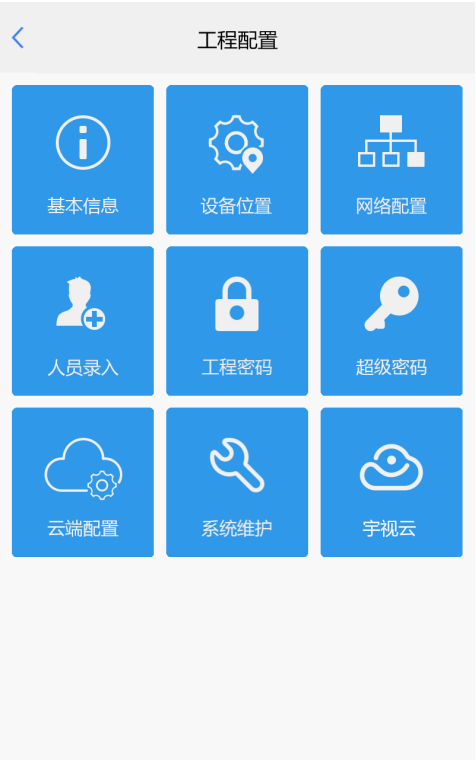 工程配置
基本信息
设备位置
网络配置
人员录入
工程密码
超级密码
云端配置
系统维护
宇视云